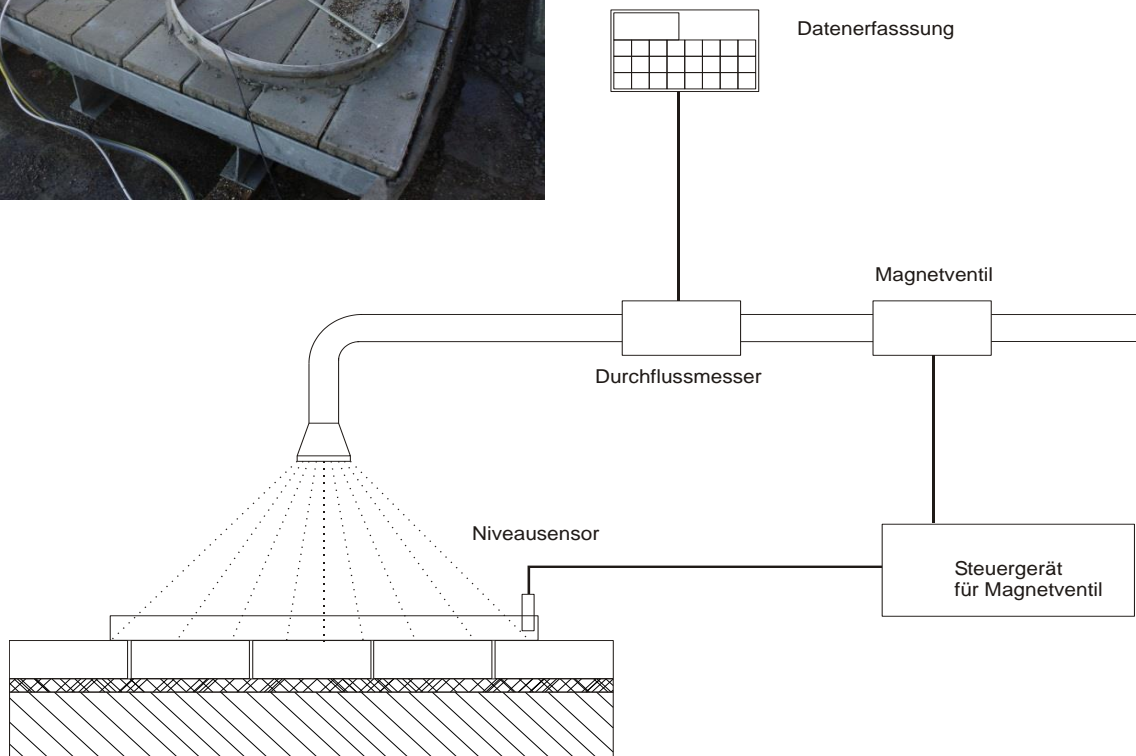 Datenerfasssung
Magnetventil
Durchflussmesser
Niveausensor
Steuergerät
für Magnetventil